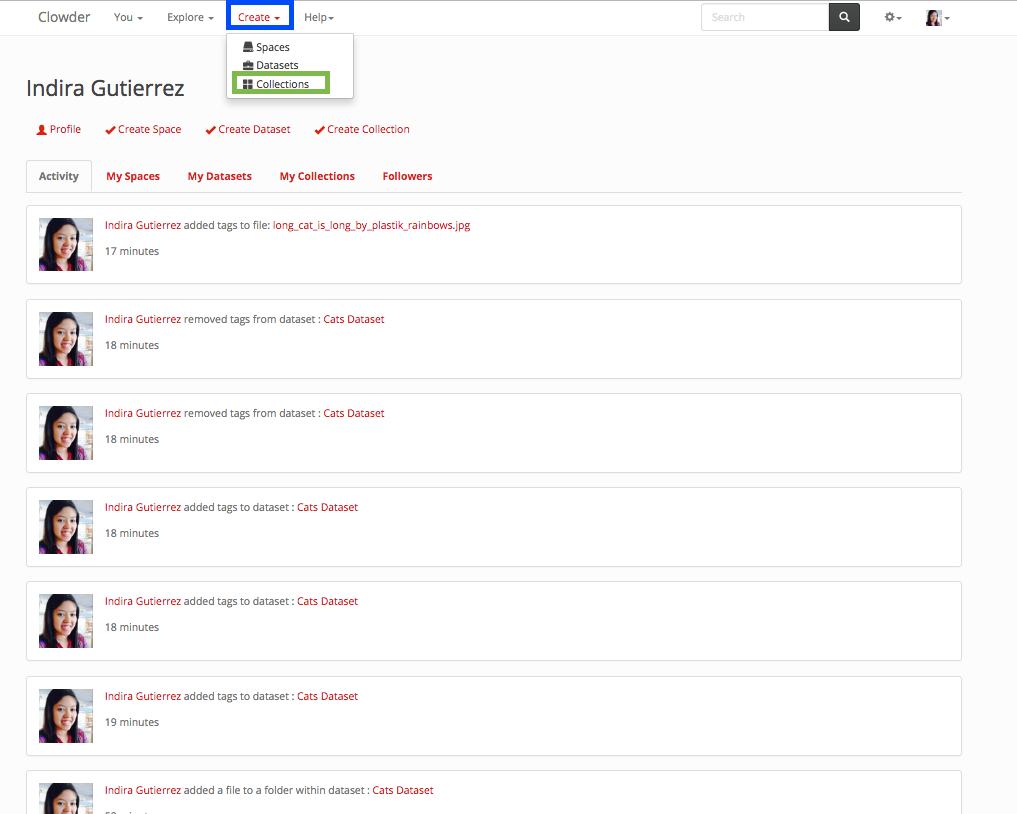 Clowder You Explore Create Help Search
Spaces
Datasets
Collections
Indira Gutierrez
Profile Create Space Create Dataset Create Collection
Activity My Spaces My Datasets My Collections Followers
Indira Gutierrez added tags to file: long_cat_is_long_by_plastik_rainbows.jpg
17 minutes
Indira Gutierrez removed tags from dataset : Cats Dataset
18 minutes
Indira Gutierrez removed tags from dataset : Cats Dataset
18 minutes
Indira Gutierrez added tags to dataset : Cats Dataset
18 minutes
Indira Gutierrez added tags to dataset : Cats Dataset
18 minutes
Indira Gutierrez added tags to dataset : Cats Dataset
19 minutes
Indira Gutierrez added a file to a folder within dataset : Cats Dataset